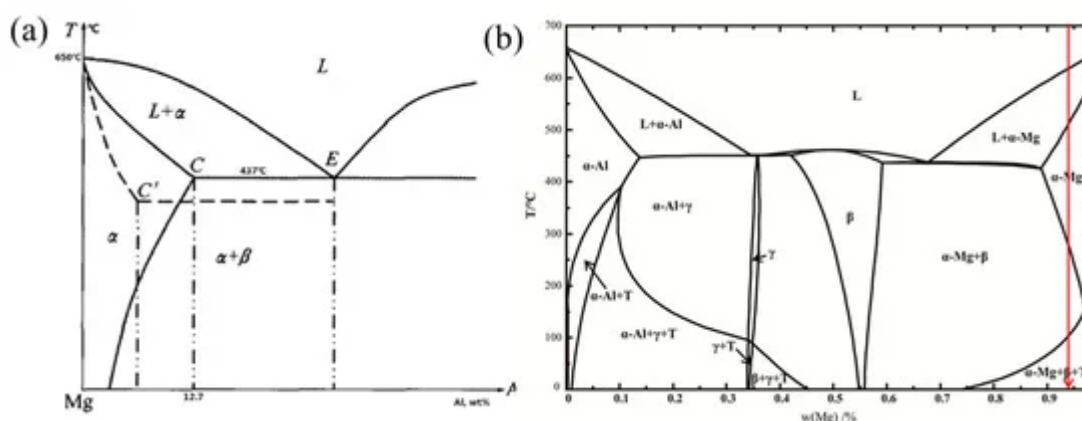 (a)
T
℃
650℃
L
L+α
C
E
437℃
C'
α
α+β
Mg
12.7
Al, wt%
β
(b)
700
600
500
400
300
200
100
0
T/℃
L
L+α-Al
L+α-Mg
α-Al
α-Mg
α-Al+γ
β
γ
α-Mg+β
α-Al+T
α-Al+γ+T
γ+T
β+γ+T
α-Mg+β+T
0 0.1 0.2 0.3 0.4 0.5 0.6 0.7 0.8 0.9
w(Mg) /%